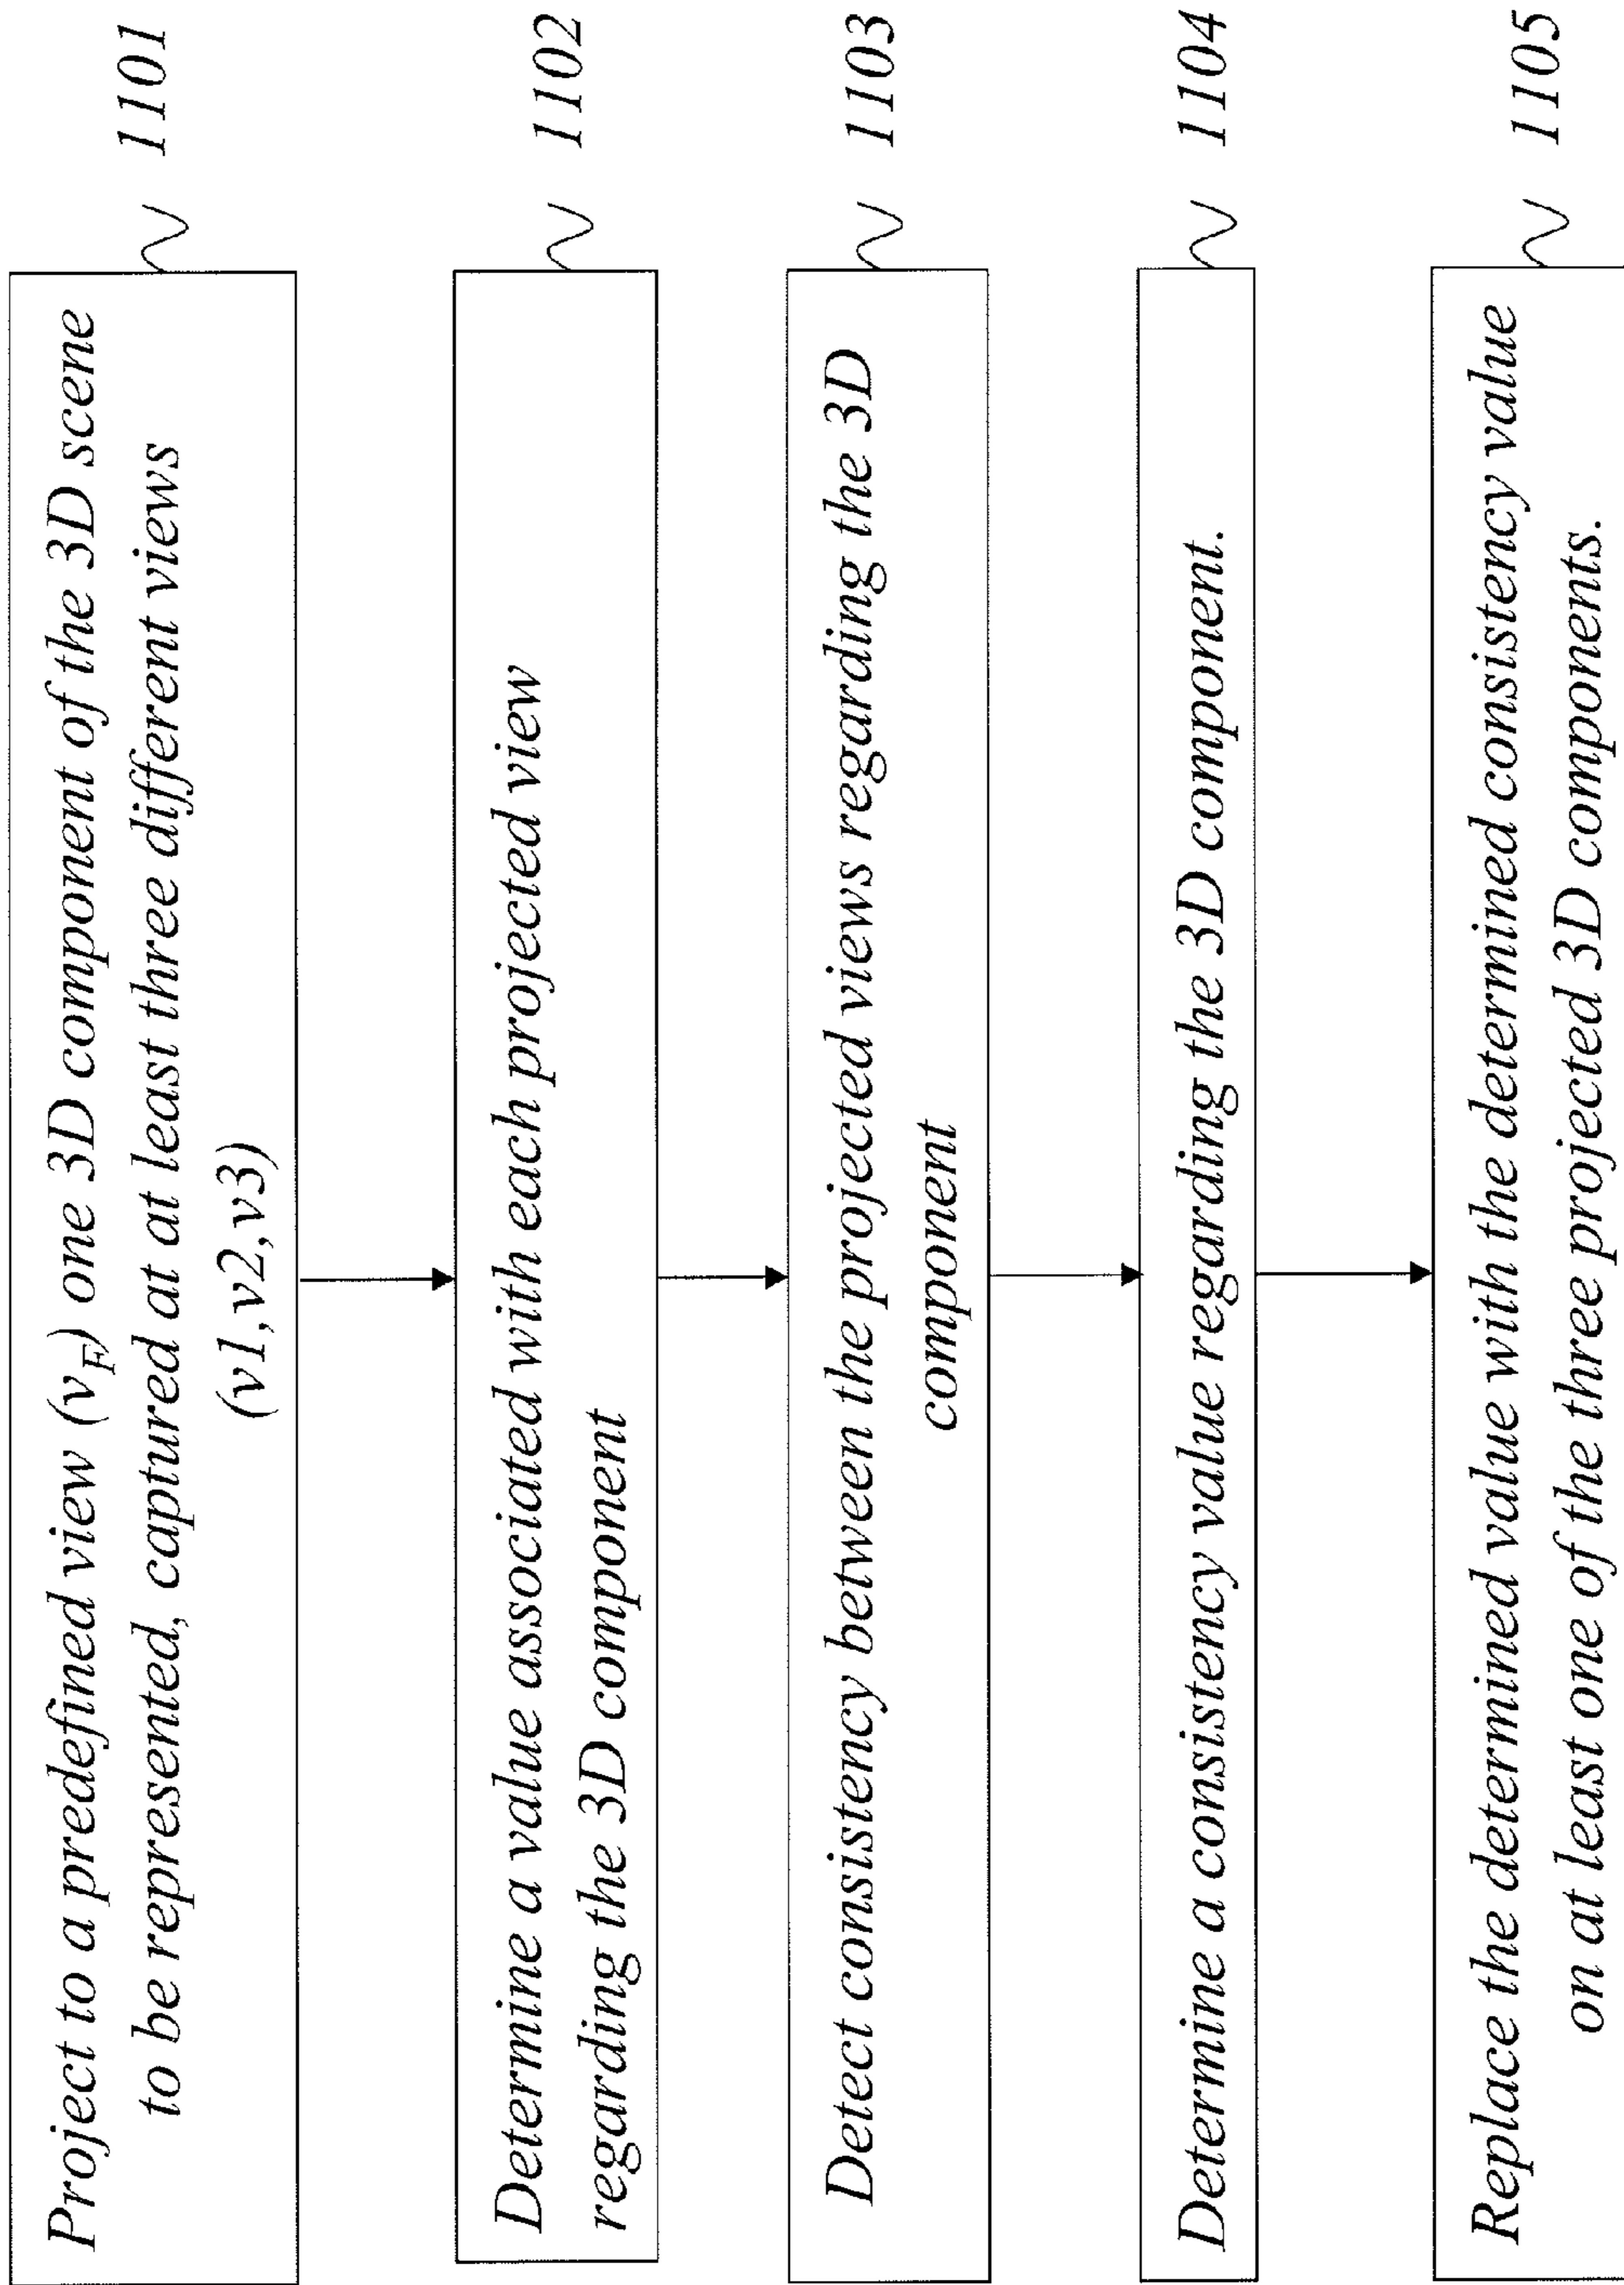 Project to a predefined view (vF) one 3D component of the 3D scene
to be represented, captured at at least three different views
(v1,v2,v3)
1101
Determine a value associated with each projected view
regarding the 3D component
1102
Detect consistency between the projected views regarding the 3D
component
1103
Determine a consistency value regarding the 3D component.
1104
Replace the determined value with the determined consistency value
on at least one of the three projected 3D components.
1105